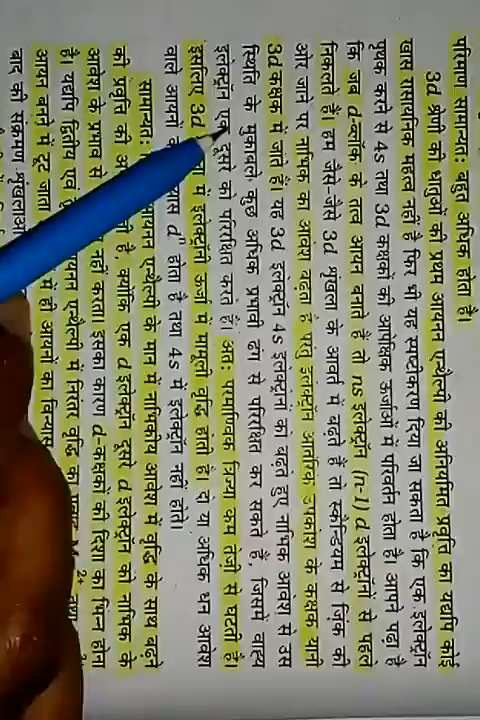 परिमाण सामान्यतः बहुत अधिक होता है।
3d श्रेणी की धातुओं की प्रथम आयनन एन्थैल्पी की अनियमित प्रवृत्ति का यद्यपि कोई
खास रासायनिक महत्व नहीं है फिर भी यह स्पष्टीकरण दिया जा सकता है कि एक इलेक्ट्रॉन
पृथक करने से 4s तथा 3d कक्षकों की आपेक्षिक ऊर्जाओं में परिवर्तन होता है। आपने पढ़ा है
कि जब d-ब्लॉक के तत्व आयन बनाते हैं तो ns इलेक्ट्रॉन (n-1) d इलेक्ट्रॉनों से पहले
निकलते हैं। हम जैसे-जैसे 3d शृंखला के आवर्त में बढ़ते हैं तो स्कैन्डियम से जिंक की
ओर जाने पर नाभिक का आवेश बढ़ता है परंतु इलेक्ट्रॉन आंतरिक उपकोश के कक्षक यानी
3d कक्षक में जाते हैं। यह 3d इलेक्ट्रॉन 4s इलेक्ट्रानों को बढ़ते हुए नाभिक आवेश से उस
स्थिति के मुकाबले कुछ अधिक प्रभावी ढंग से परिरक्षित कर सकते हैं, जिसमें बाह्य
इलेक्ट्रॉन एक दूसरे को परिरक्षित करते हैं। अतः परमाण्विक त्रिज्या कम तेजी से घटती है।
इसलिए 3d में इलेक्ट्रॉनों ऊर्जा में मामूली वृद्धि होती है। दो या अधिक धन आवेश
वाले आयनों dⁿ होता है तथा 4s में इलेक्ट्रॉन नहीं होते।
सामान्यतः आयनन एन्थैल्पी के मान में नाभिकीय आवेश में वृद्धि के साथ बढ़ने
की प्रवृत्ति की है, क्योंकि एक d इलेक्ट्रॉन दूसरे d इलेक्ट्रॉन को नाभिक के
आवेश के प्रभाव से नहीं करता। इसका कारण d-कक्षकों की दिशा का भिन्न होना
है। यद्यपि द्वितीय एवं एन्थैल्पी में निरंतर वृद्धि का
आयन बनने में टूट जाता में ही आयनों का विन्यास
बाद की संक्रमण शृंखलाओं